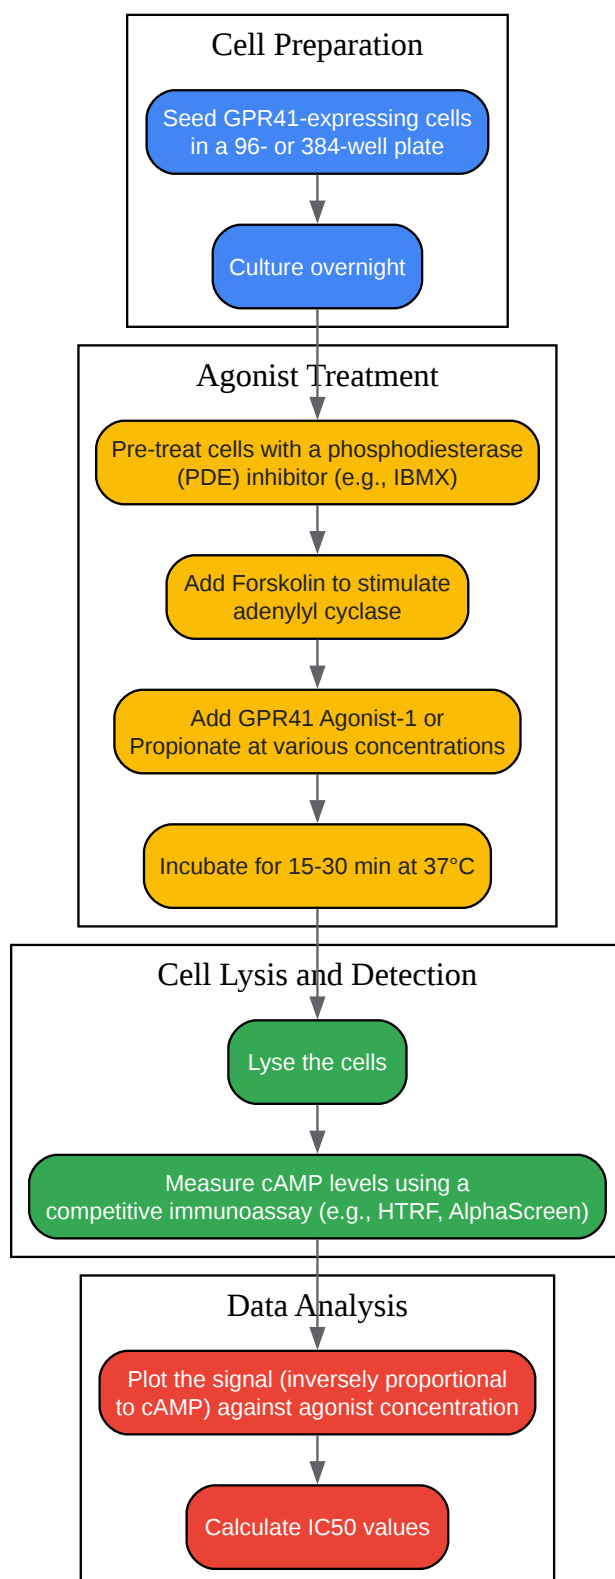 Cell Preparation
Seed GPR41-expressing cells
in a 96- or 384-well plate
Culture overnight
Agonist Treatment
Pre-treat cells with a phosphodiesterase
(PDE) inhibitor (e.g., IBMX)
Add Forskolin to stimulate
adenylyl cyclase
Add GPR41 Agonist-1 or
Propionate at various concentrations
Incubate for 15-30 min at 37°C
Cell Lysis and Detection
Lyse the cells
Measure cAMP levels using a
competitive immunoassay (e.g., HTRF, AlphaScreen)
Data Analysis
Plot the signal (inversely proportional
to cAMP) against agonist concentration
Calculate IC50 values